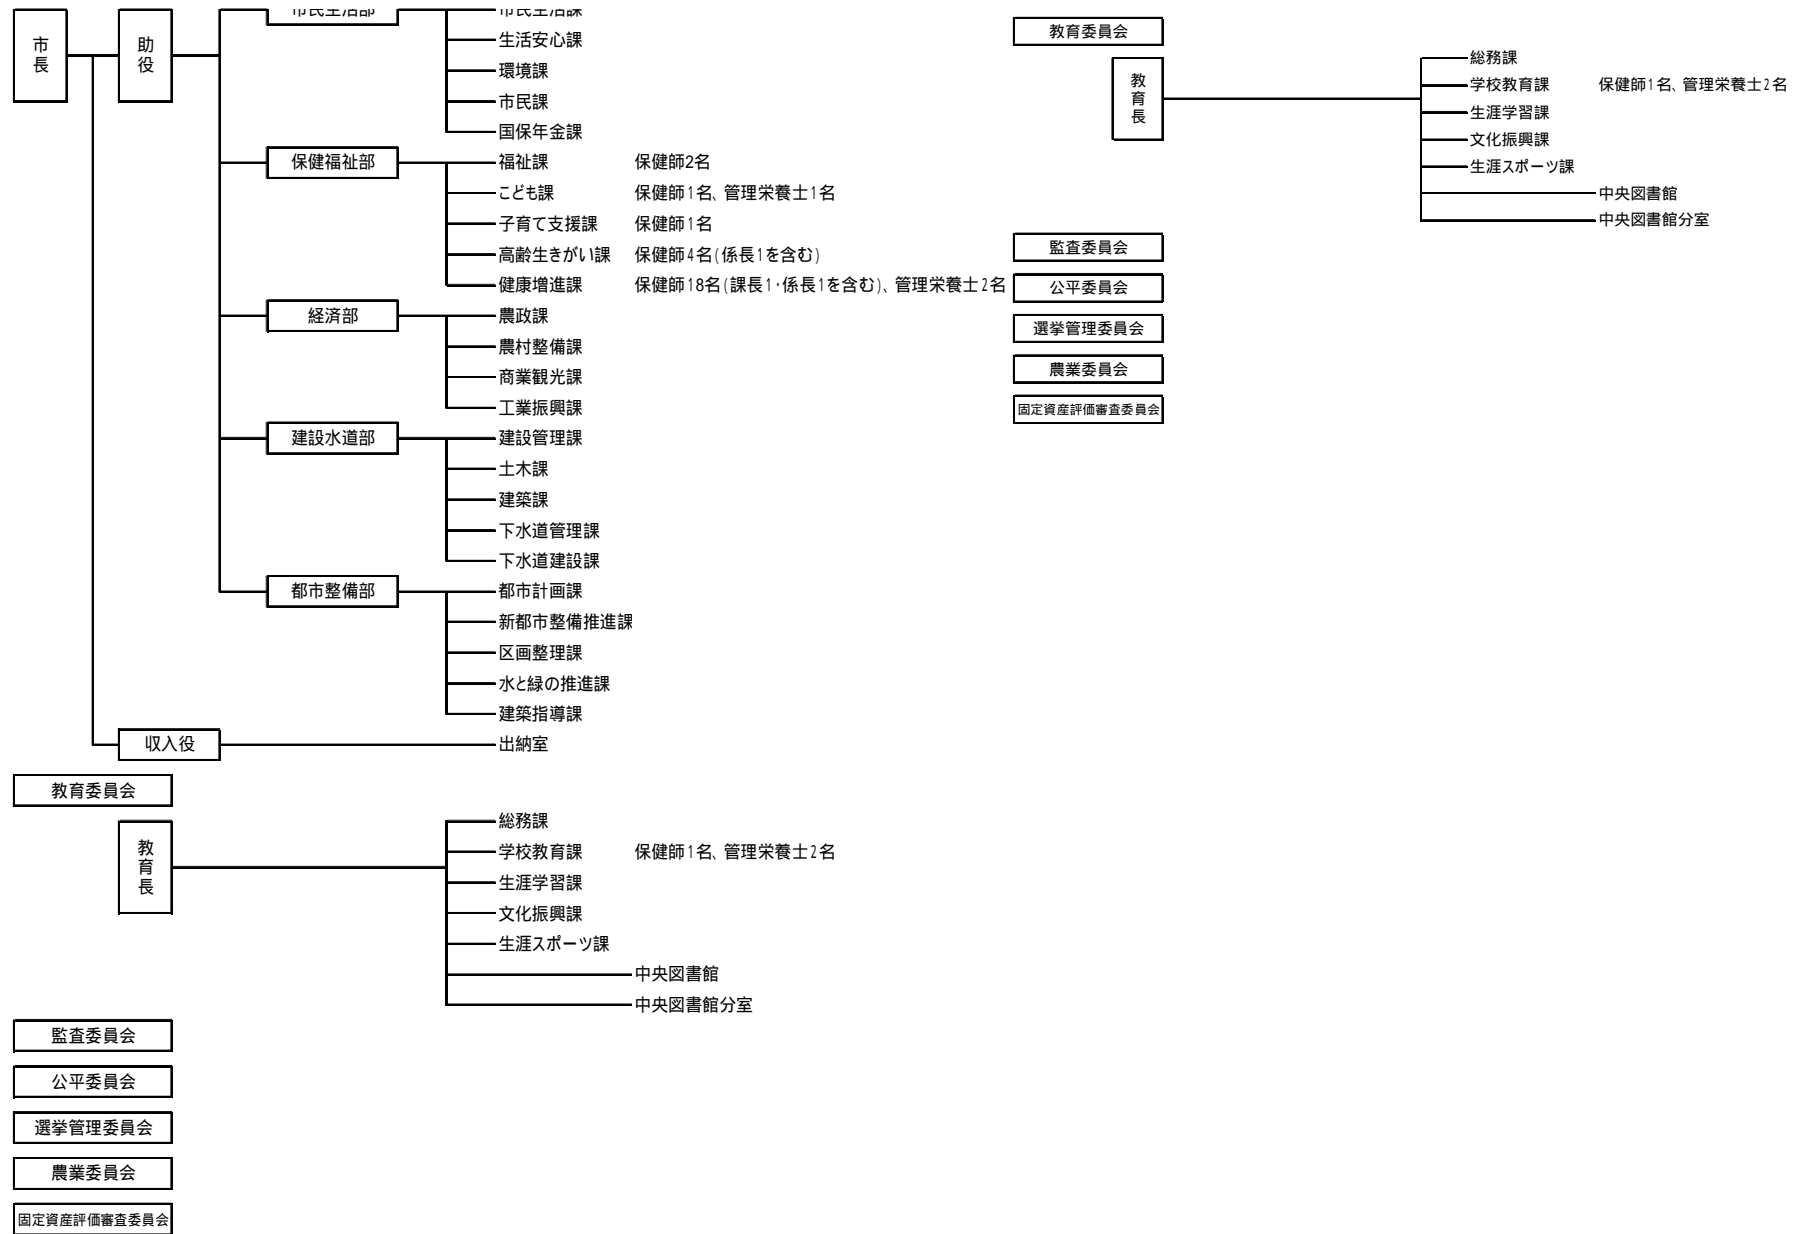 市長
助役
市民生活部
市民生活課
生活安心課
環境課
市民課
国保年金課
保健福祉部
福祉課 保健師2名
こども課 保健師1名、管理栄養士1名
子育て支援課 保健師1名
高齢生きがい課 保健師4名(係長1を含む)
健康増進課 保健師18名(課長1・係長1を含む)、管理栄養士2名
経済部
農政課
農村整備課
商業観光課
工業振興課
建設水道部
建設管理課
土木課
建築課
下水道管理課
下水道建設課
都市整備部
都市計画課
新都市整備推進課
区画整理課
水と緑の推進課
建築指導課
収入役
出納室
教育委員会
教育長
総務課
学校教育課 保健師1名、管理栄養士2名
生涯学習課
文化振興課
生涯スポーツ課
中央図書館
中央図書館分室
監査委員会
公平委員会
選挙管理委員会
農業委員会
固定資産評価審査委員会
教育委員会
教育長
総務課
学校教育課 保健師1名、管理栄養士2名
生涯学習課
文化振興課
生涯スポーツ課
中央図書館
中央図書館分室
監査委員会
公平委員会
選挙管理委員会
農業委員会
固定資産評価審査委員会